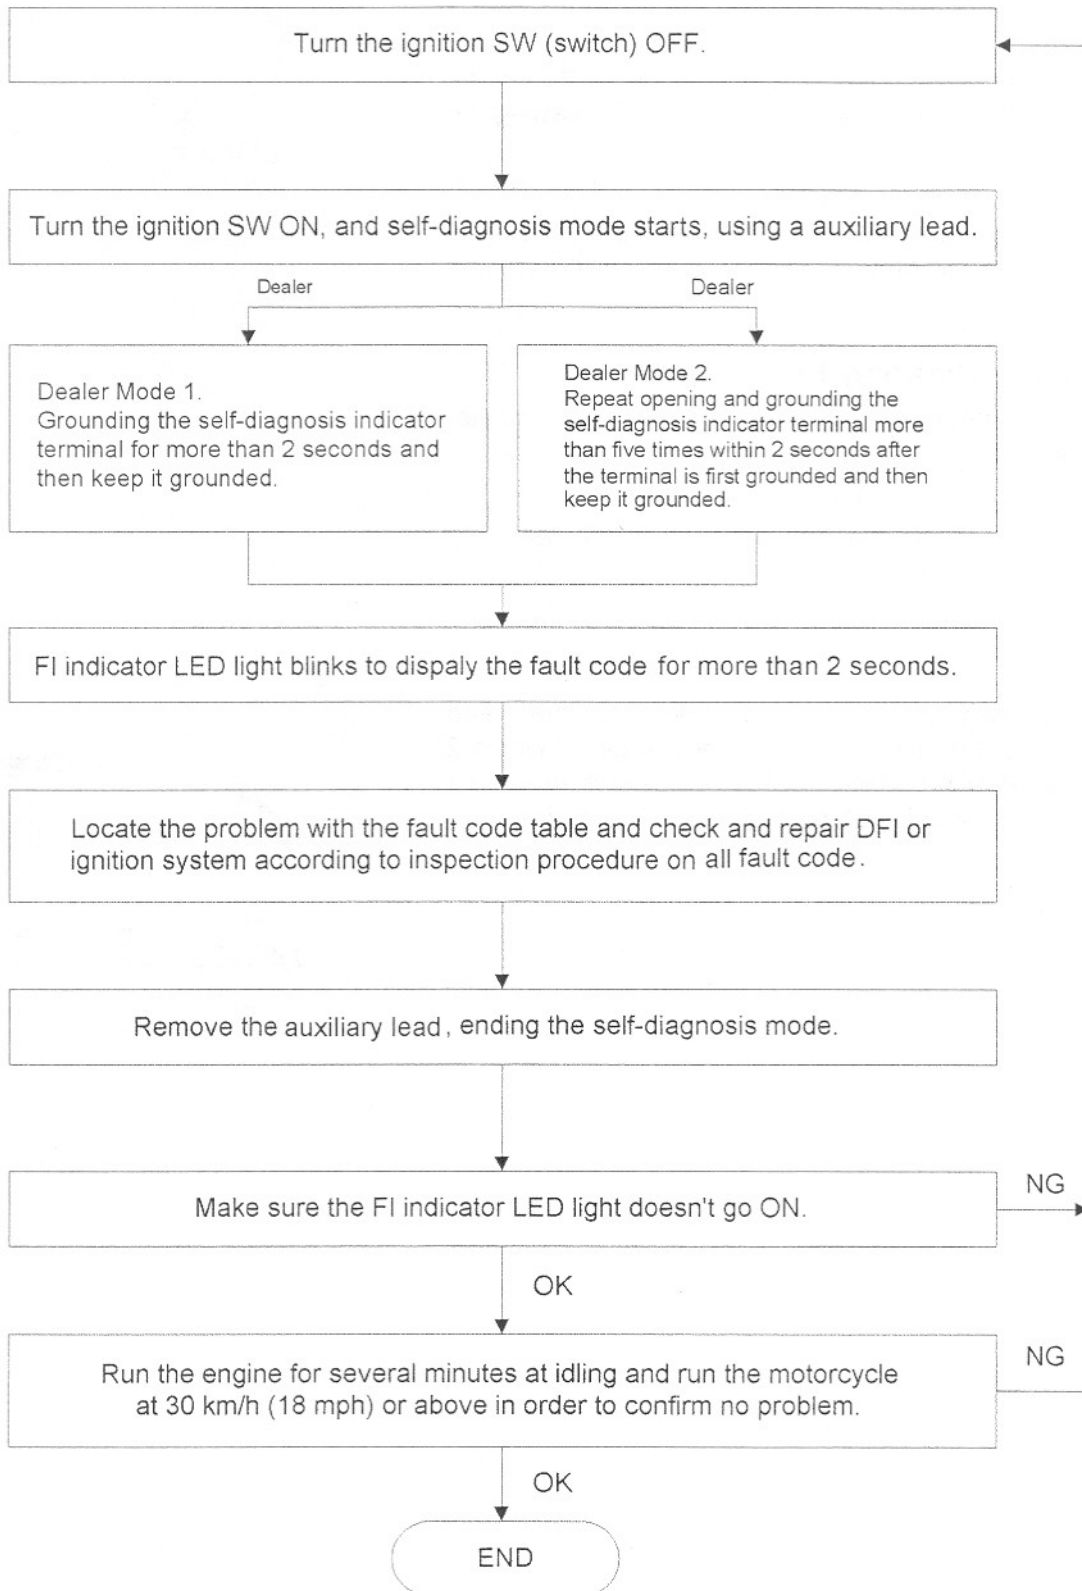 Turn the ignition SW (switch) OFF.
Turn the ignition SW ON, and self-diagnosis mode starts, using a auxiliary lead.
Dealer
Dealer
Dealer Mode 1.
Grounding the self-diagnosis indicator
terminal for more than 2 seconds and
then keep it grounded.
Dealer Mode 2.
Repeat opening and grounding the
self-diagnosis indicator terminal more
than five times within 2 seconds after
the terminal is first grounded and then
keep it grounded.
FI indicator LED light blinks to dispaly the fault code for more than 2 seconds.
Locate the problem with the fault code table and check and repair DFI or
ignition system according to inspection procedure on all fault code.
Remove the auxiliary lead, ending the self-diagnosis mode.
Make sure the FI indicator LED light doesn't go ON.
NG
OK
Run the engine for several minutes at idling and run the motorcycle
at 30 km/h (18 mph) or above in order to confirm no problem.
NG
OK
END